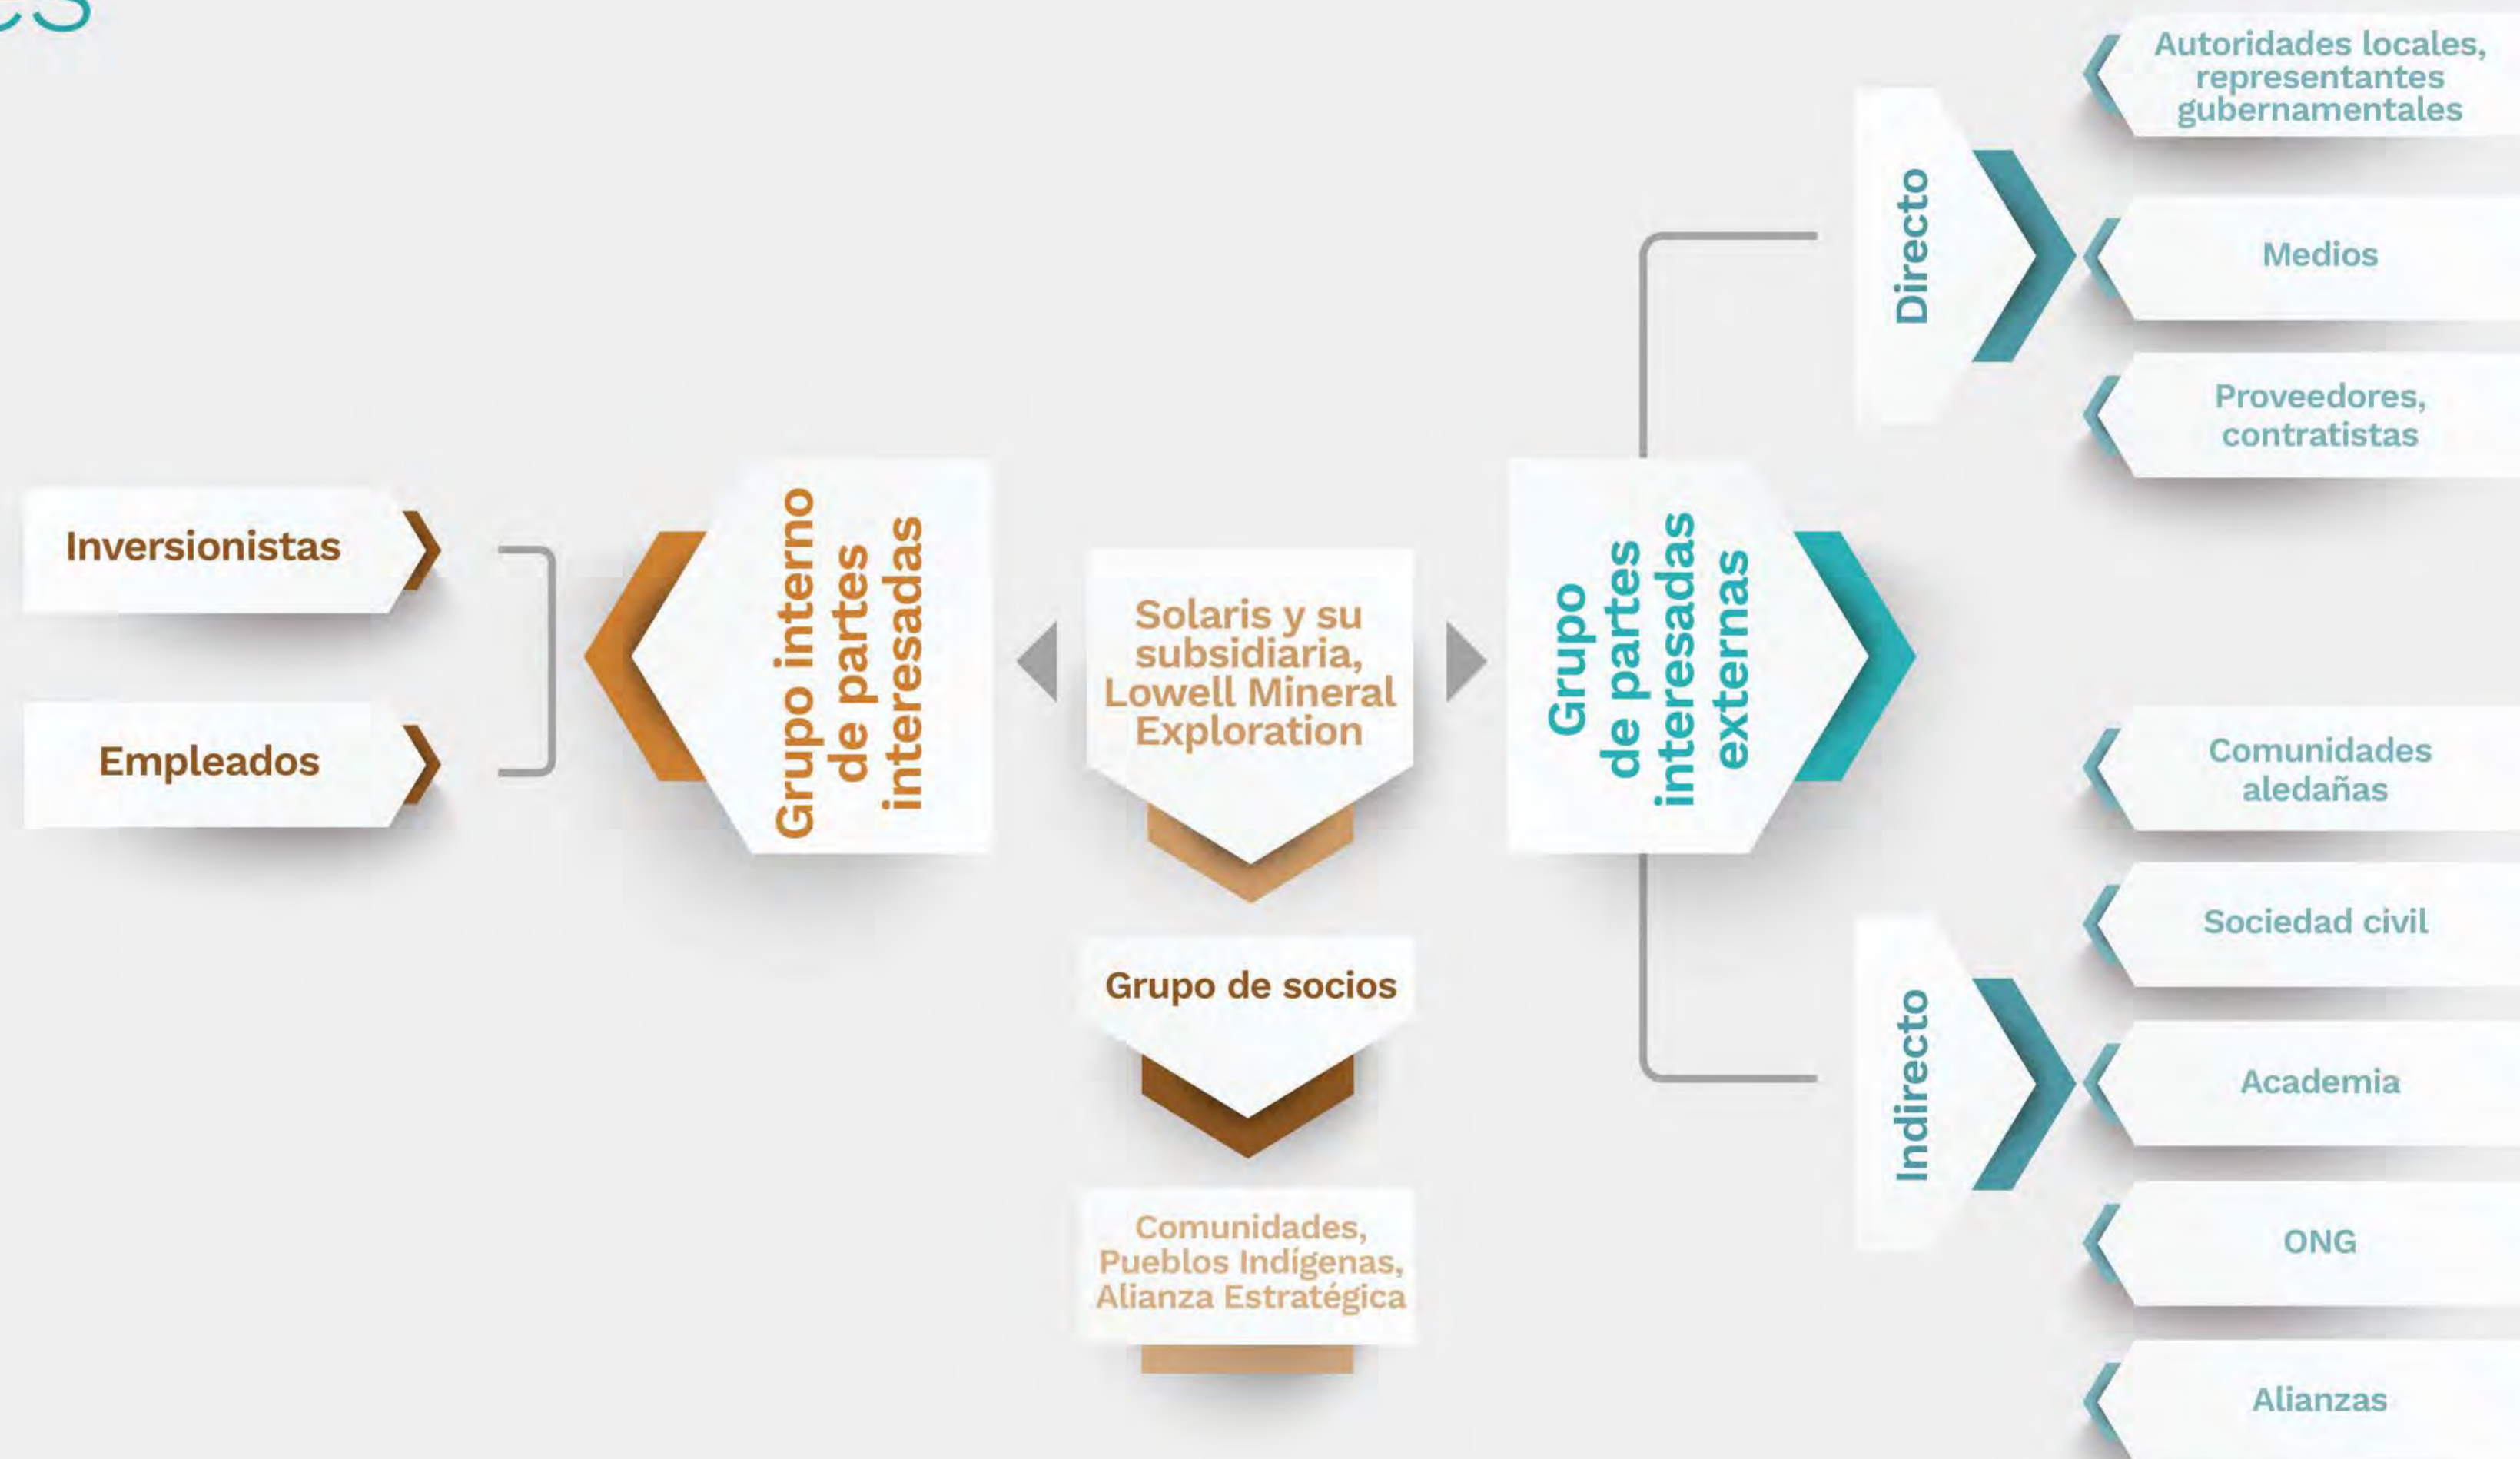 Inversionistas
Empleados
Grupo interno
de partes
interesadas
Solaris y su
subsidiaria,
Lowell Mineral
Exploration
Grupo de socios
Comunidades,
Pueblos Indígenas,
Alianza Estratégica
Grupo
de partes
interesadas
externas
Directo
Autoridades locales,
representantes
gubernamentales
Medios
Proveedores,
contratistas
Indirecto
Comunidades
aledañas
Sociedad civil
Academia
ONG
Alianzas